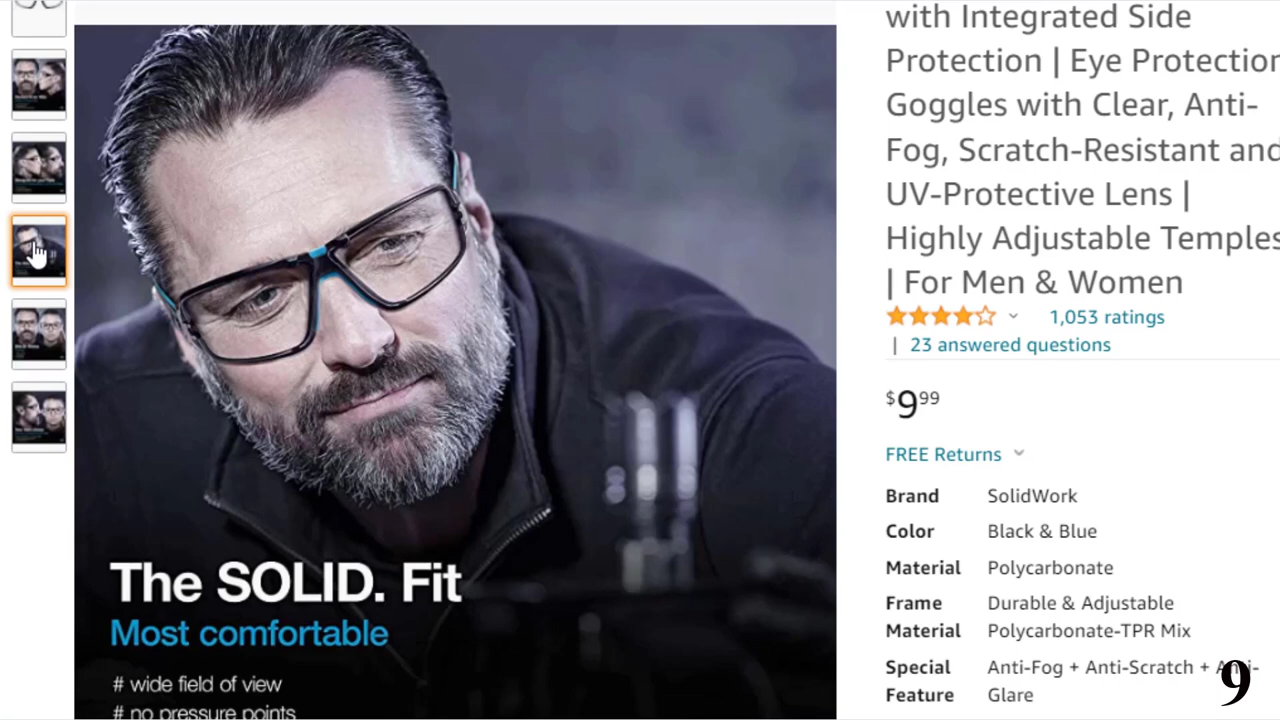 The SOLID. Fit
Most comfortable
# wide field of view
# no pressure points
with Integrated Side
Protection | Eye Protection
Goggles with Clear, Anti-
Fog, Scratch-Resistant and
UV-Protective Lens |
Highly Adjustable Temples
| For Men & Women
1,053 ratings
| 23 answered questions
$9.99
FREE Returns
Brand SolidWork
Color Black & Blue
Material Polycarbonate
Frame Durable & Adjustable
Material Polycarbonate-TPR Mix
Special Anti-Fog + Anti-Scratch + Anti-
Feature Glare
9